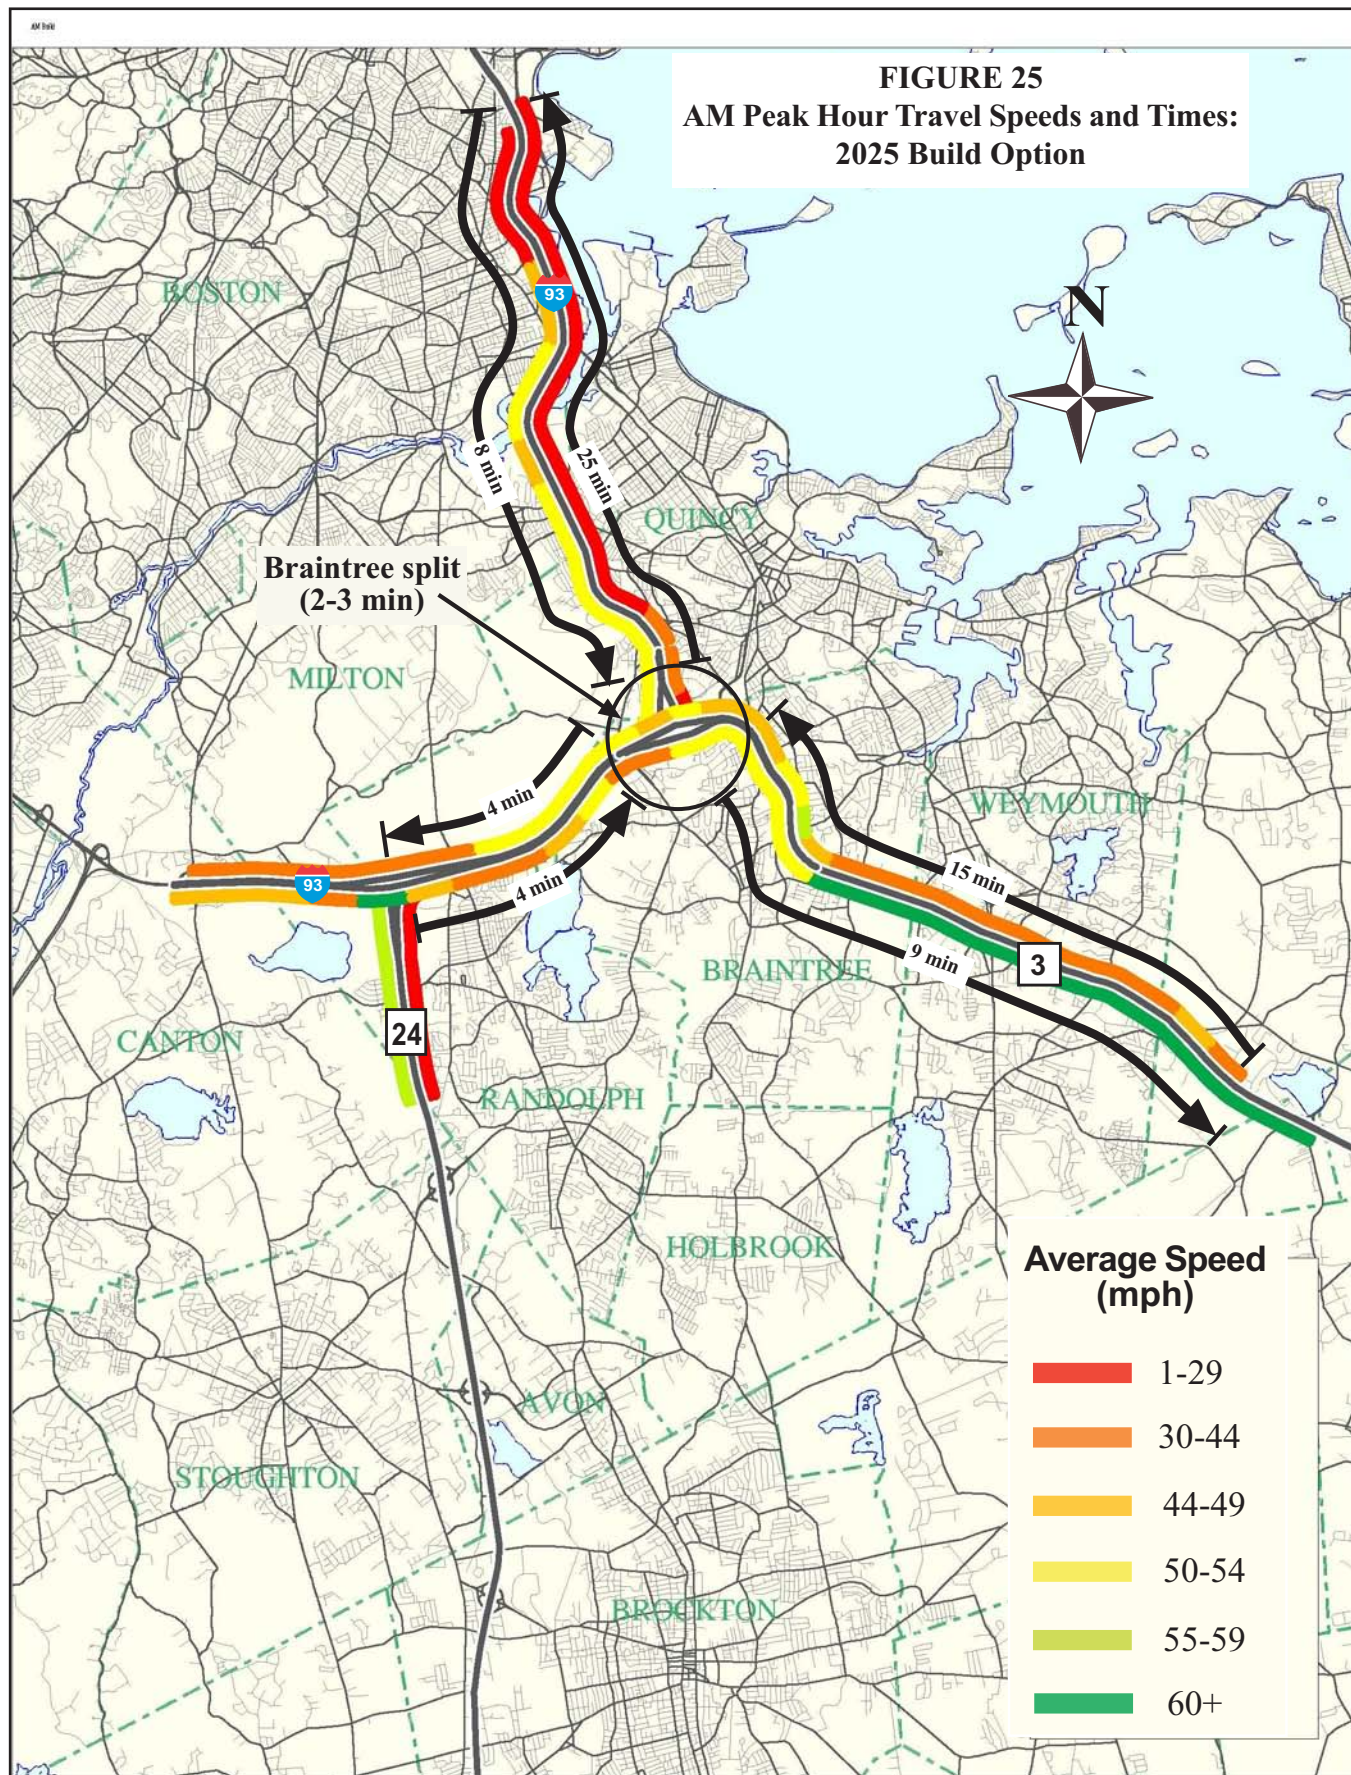 FIGURE 25
AM Peak Hour Travel Speeds and Times:
2025 Build Option
BOSTON
93
N
8 min
25 min
QUINCY
Braintree split
(2-3 min)
MILTON
4 min
WEYMOUTH
93
4 min
15 min
9 min
3
BRAINTREE
24
CANTON
RANDOLPH
HOLBROOK
AVON
STOUGHTON
BROCKTON
Average Speed
(mph)
1-29
30-44
44-49
50-54
55-59
60+